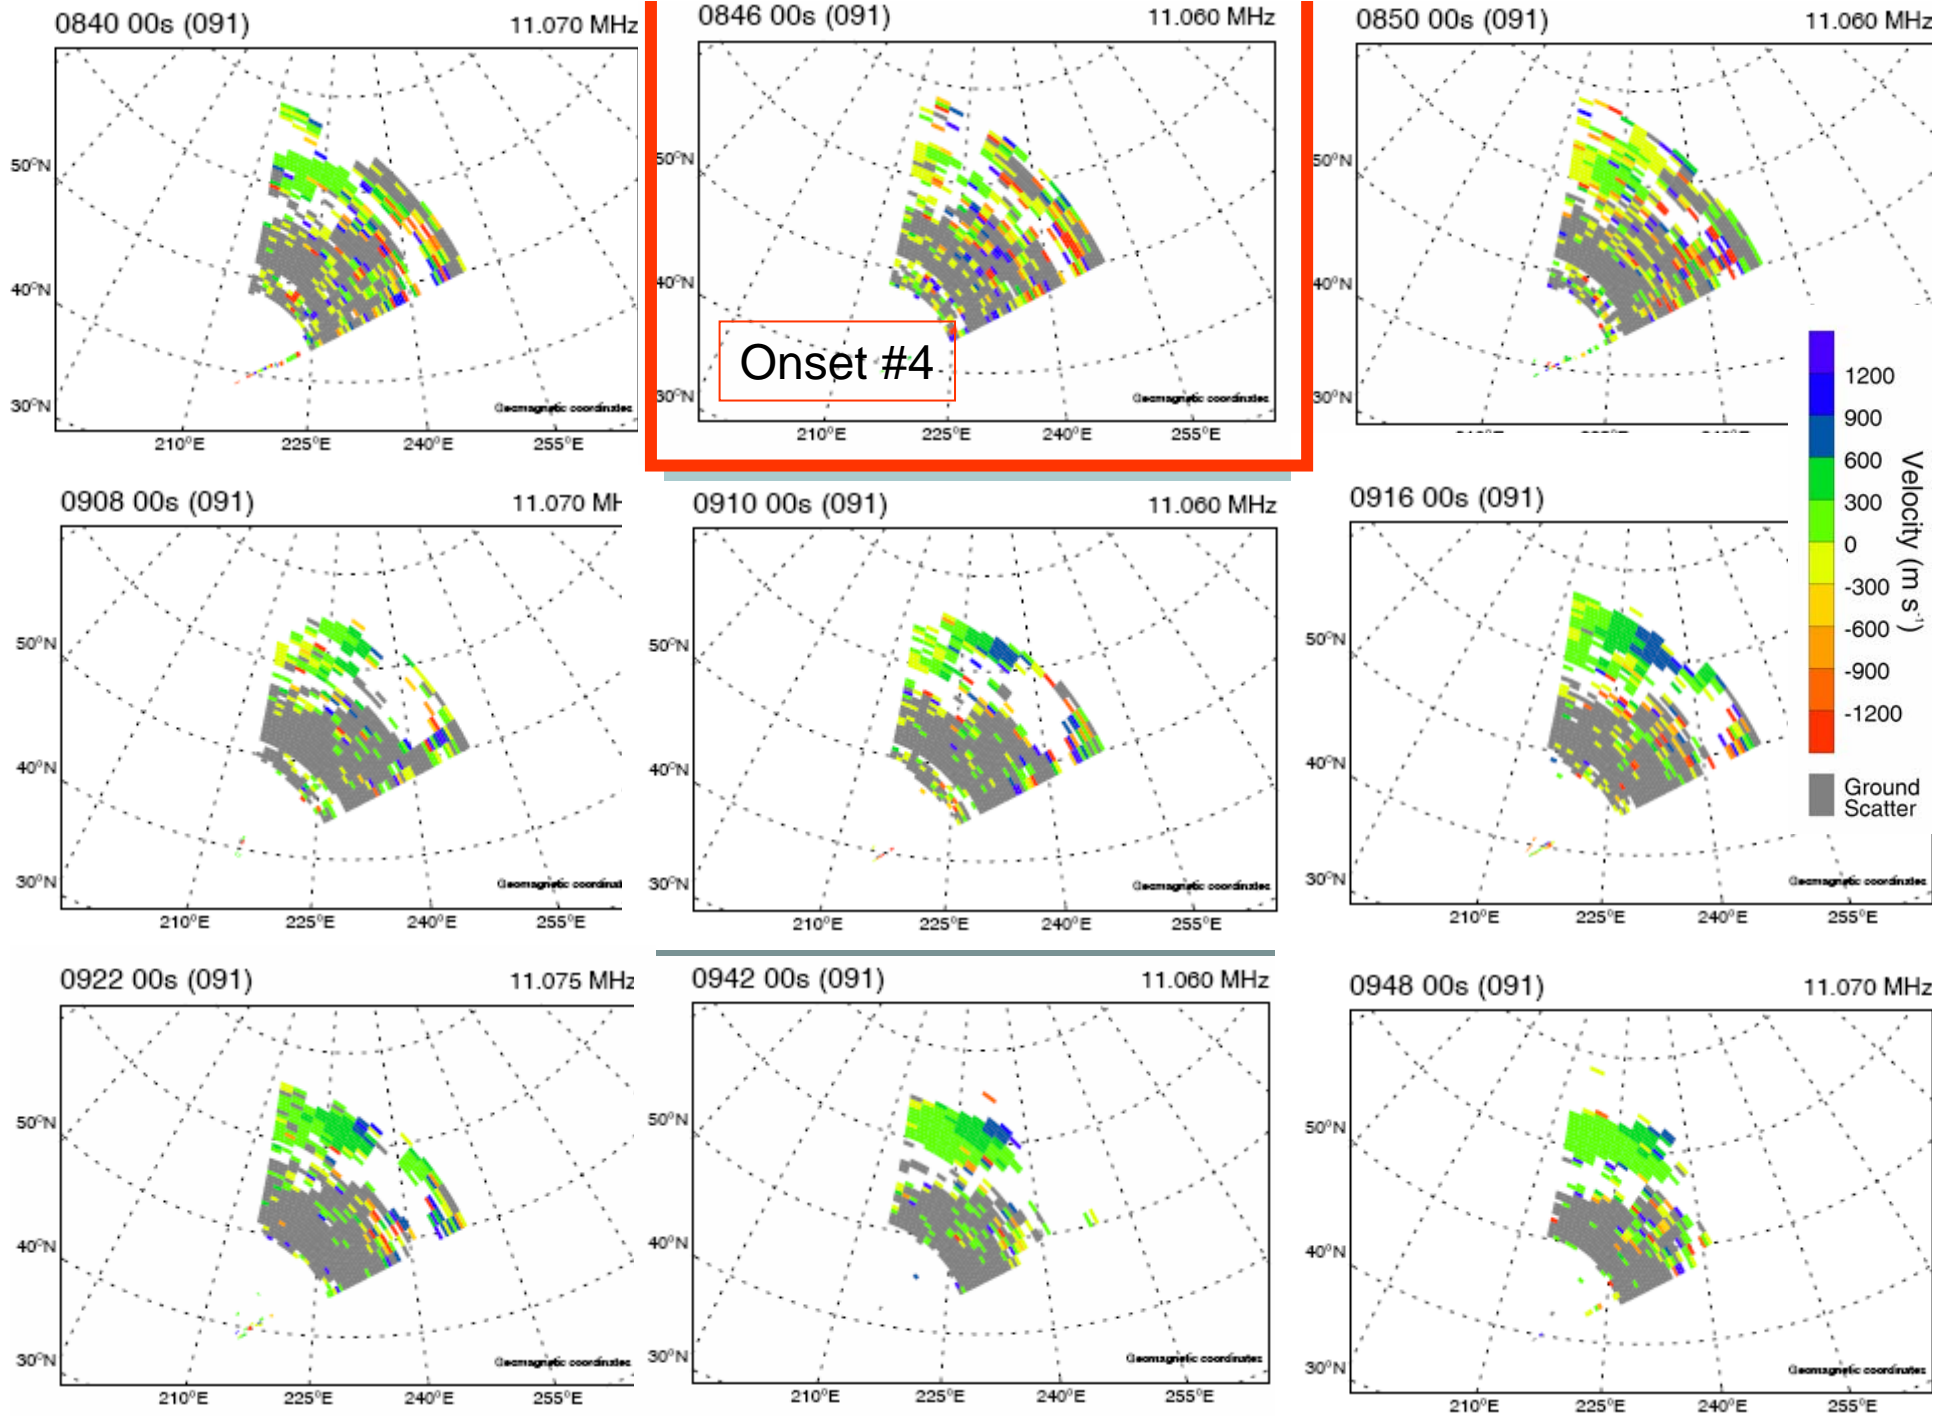 0840 00s (091) 11.070 MHz
50°N
40°N
30°N
Geomagnetic coordinates
210°E 225°E 240°E 255°E
0846 00s (091) 11.060 MHz
50°N
40°N
Onset #4
30°N
Geomagnetic coordinates
210°E 225°E 240°E 255°E
0850 00s (091) 11.060 MHz
50°N
40°N
30°N
1200
900
600
300
0
-300
-600
-900
-1200
Velocity (m s-1)
Ground
Scatter
0908 00s (091) 11.070 MH
50°N
40°N
30°N
Geomagnetic coordinat
210°E 225°E 240°E 255°E
0910 00s (091) 11.060 MHz
50°N
40°N
30°N
Geomagnetic coordinates
210°E 225°E 240°E 255°E
0916 00s (091)
50°N
40°N
30°N
Geomagnetic coordinates
210°E 225°E 240°E 255°E
0922 00s (091) 11.075 MHz
50°N
40°N
30°N
Geomagnetic coordinates
210°E 225°E 240°E 255°E
0942 00s (091) 11.060 MHz
50°N
40°N
30°N
Geomagnetic coordinates
210°E 225°E 240°E 255°E
0948 00s (091) 11.070 MHz
50°N
40°N
30°N
Geomagnetic coordinates
210°E 225°E 240°E 255°E